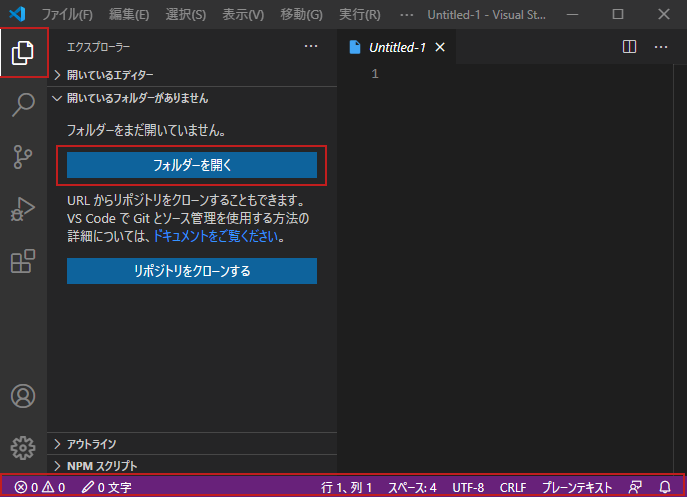 ファイル(F) 編集(E) 選択(S) 表示(V) 移動(G) 実行(R) ··· Untitled-1 - Visual St...
エクスプローラー ···
Untitled-1
開いているエディター
1
開いているフォルダーがありません
フォルダーをまだ開いていません。
フォルダーを開く
URL からリポジトリをクローンすることもできます。
VS Code で Git とソース管理を使用する方法の
詳細については、ドキュメントをご覧ください。
リポジトリをクローンする
アウトライン
NPM スクリプト
0 0 0 文字 行 1、列 1 スペース: 4 UTF-8 CRLF プレーンテキスト